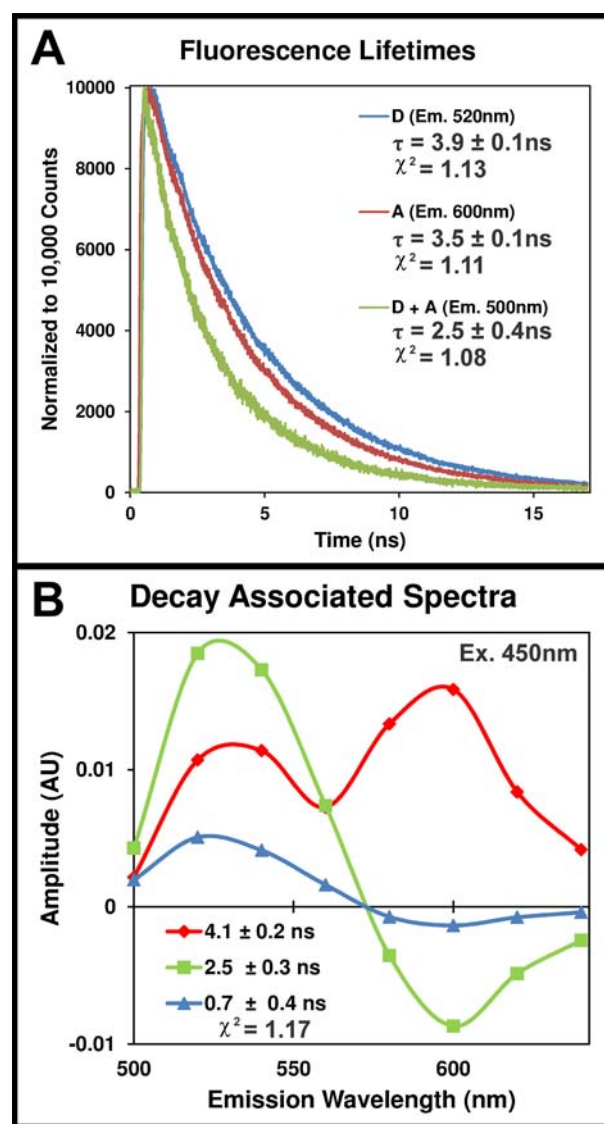 A
Fluorescence Lifetimes
10000
8000
6000
4000
2000
0
Normalized to 10,000 Counts
D (Em. 520nm)
τ = 3.9 ± 0.1ns
χ² = 1.13
A (Em. 600nm)
τ = 3.5 ± 0.1ns
χ² = 1.11
D + A (Em. 500nm)
τ = 2.5 ± 0.4ns
χ² = 1.08
0 5 10 15
Time (ns)
B
Decay Associated Spectra
Ex. 450nm
0.02
0.01
0
-0.01
Amplitude (AU)
4.1 ± 0.2 ns
2.5 ± 0.3 ns
0.7 ± 0.4 ns
χ² = 1.17
500 550 600
Emission Wavelength (nm)